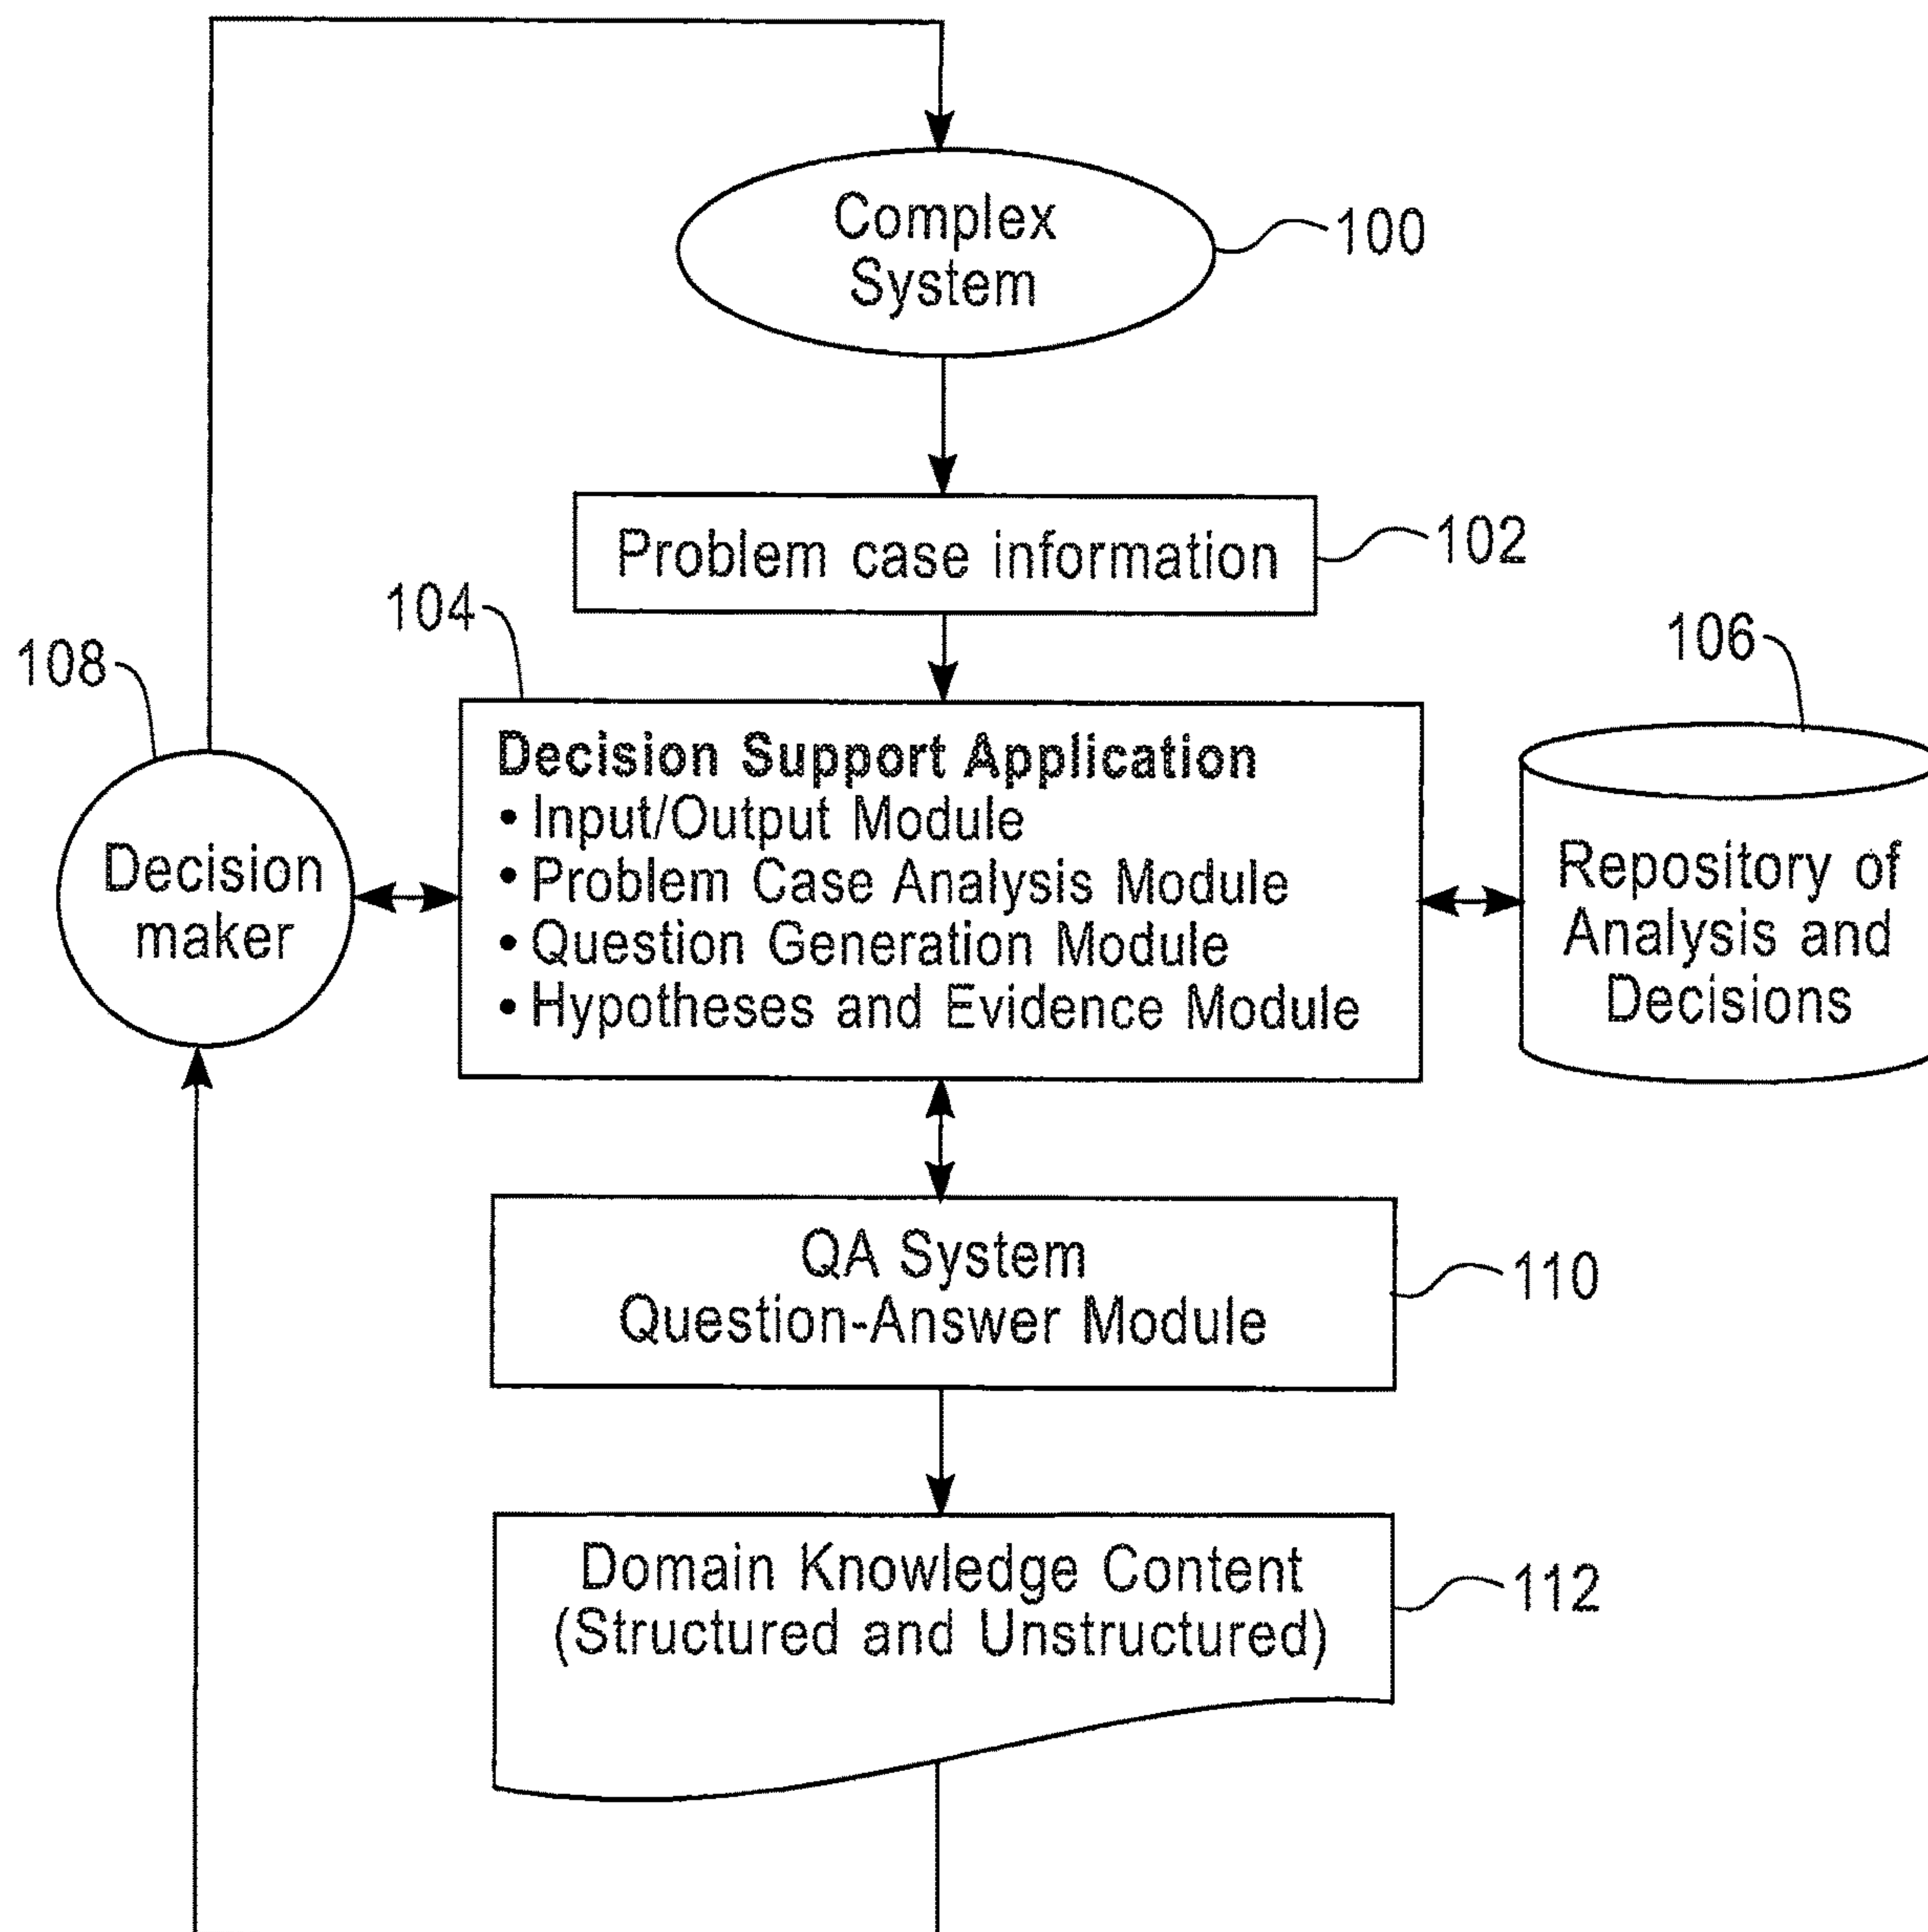 Complex
System
100
Problem case information
102
104
108
106
Decision Support Application
• Input/Output Module
• Problem Case Analysis Module
• Question Generation Module
• Hypotheses and Evidence Module
Decision
maker
Repository of
Analysis and
Decisions
QA System
Question-Answer Module
110
Domain Knowledge Content
(Structured and Unstructured)
112